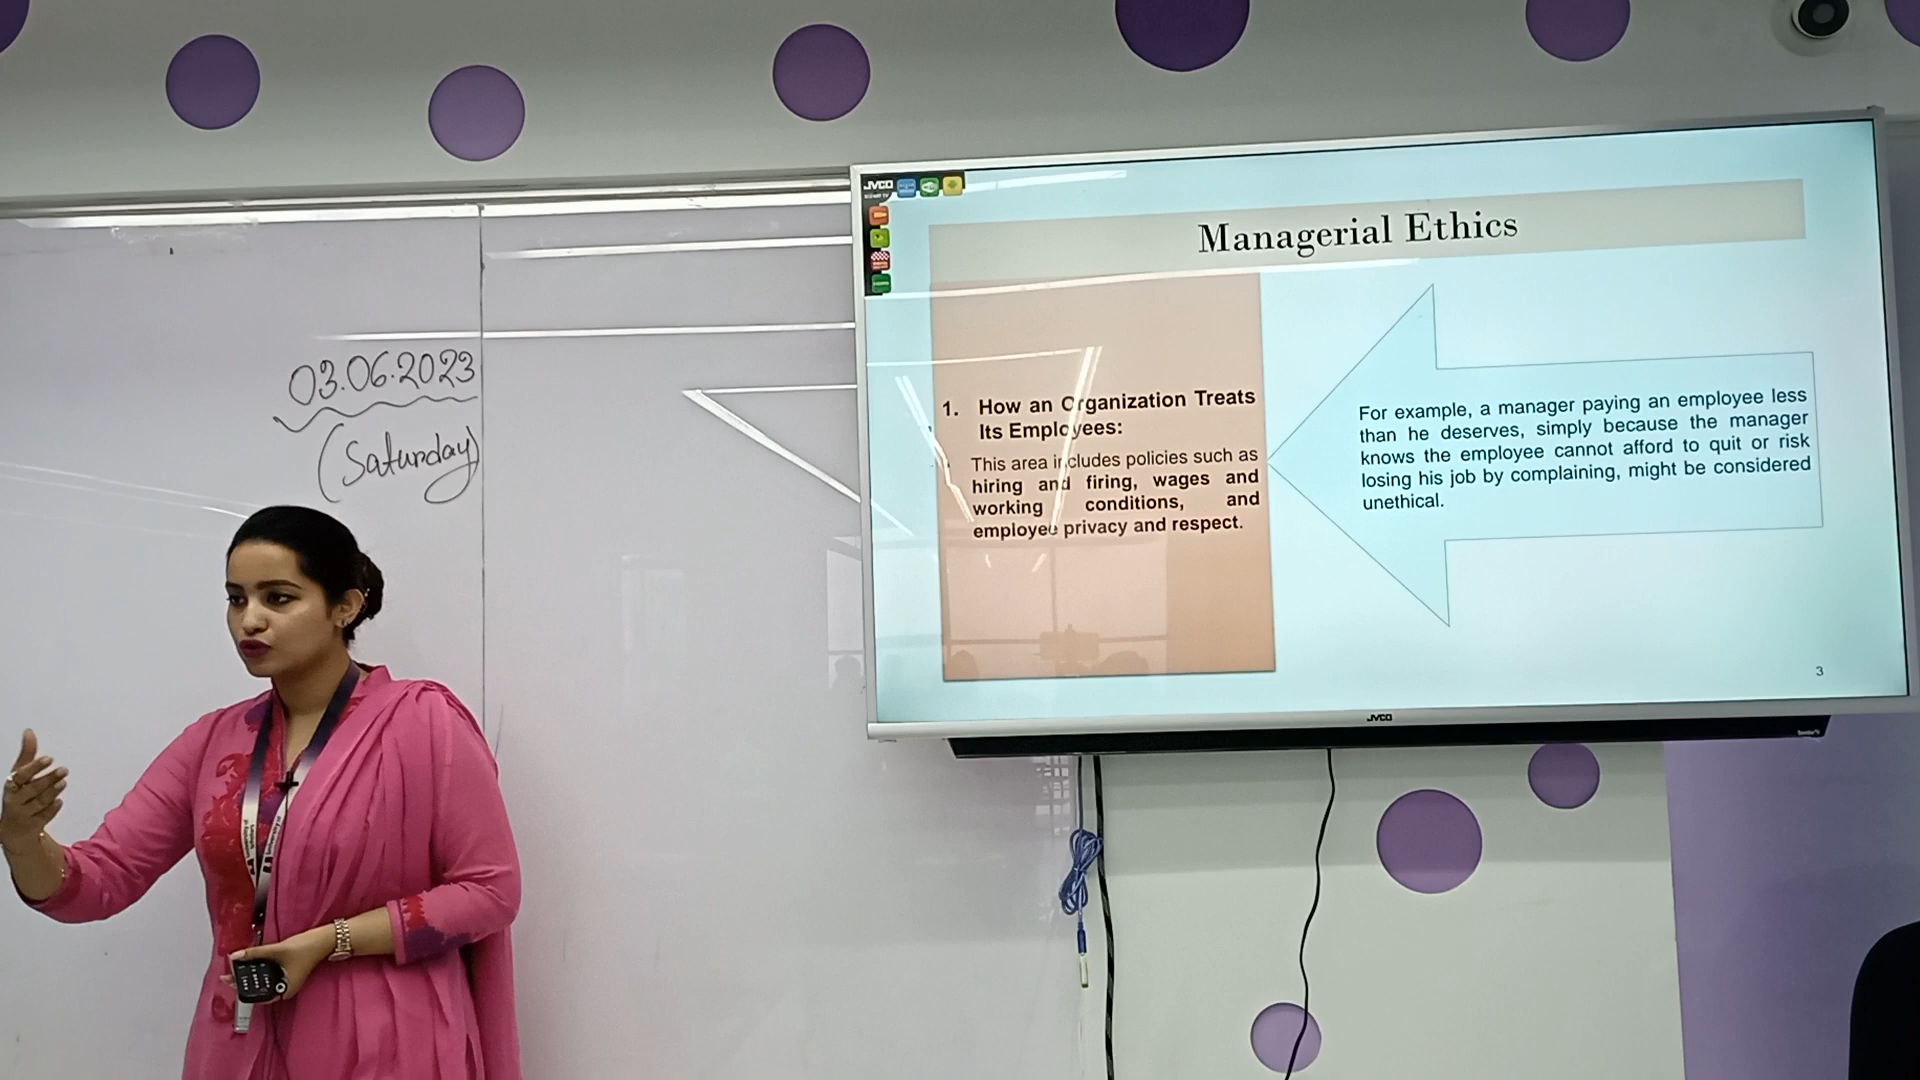 03.06.2023
(Saturday)
JVCO
Managerial Ethics
1. How an Organization Treats
Its Employees:
This area includes policies such as
hiring and firing, wages and
working conditions, and
employee privacy and respect.
For example, a manager paying an employee less
than he deserves, simply because the manager
knows the employee cannot afford to quit or risk
losing his job by complaining, might be considered
unethical.
3
JVCO